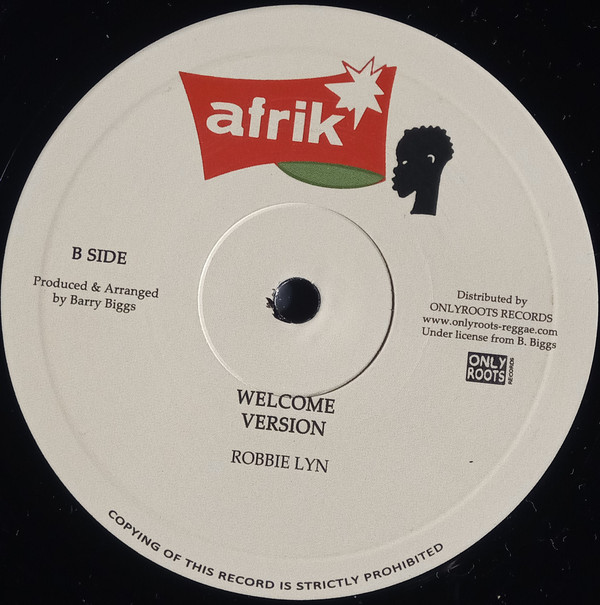 afrik
B SIDE
Produced & Arranged
by Barry Biggs
Distributed by
ONLYROOTS RECORDS
www.onlyroots-reggae.com
Under license from B. Biggs
ONLY
ROOTS
RECORDS
WELCOME
VERSION
ROBBIE LYN
COPYING OF THIS RECORD IS STRICTLY PROHIBITED